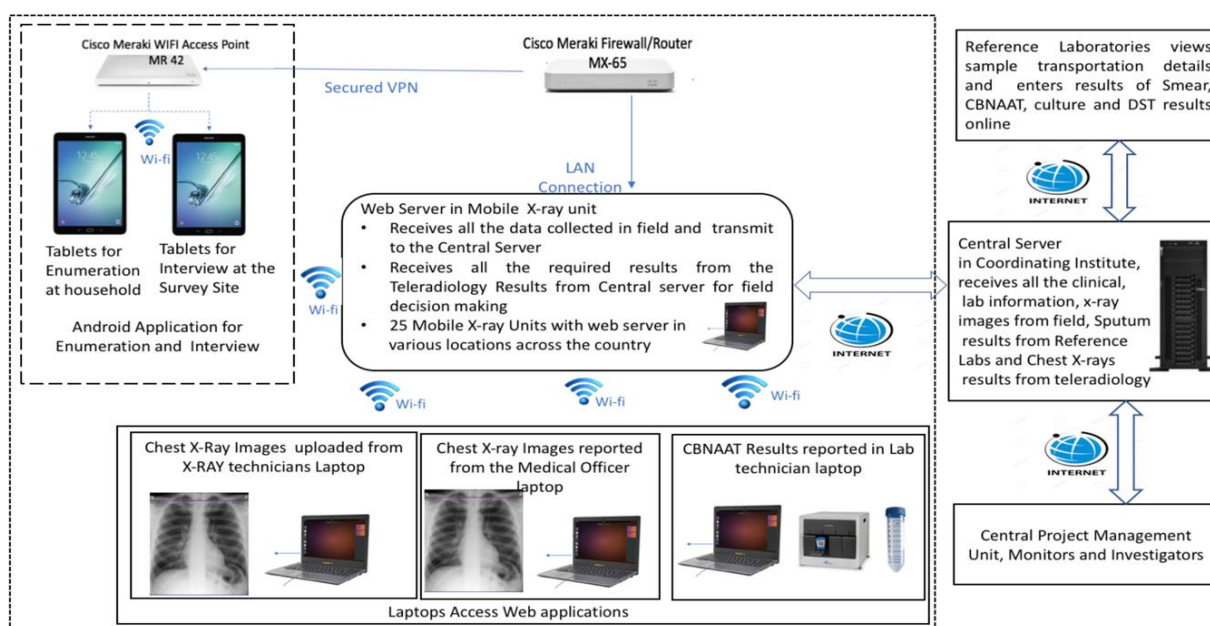 Cisco Meraki WIFI Access Point
MR 42
Cisco Meraki Firewall/Router
MX-65
Secured VPN
Wi-fi
LAN
Connection
Tablets for
Enumeration
at household
Tablets for
Interview at the
Survey Site
Android Application for
Enumeration and Interview
Wi-fi
Web Server in Mobile X-ray unit
• Receives all the data collected in field and transmit
to the Central Server
• Receives all the required results from the
Teleradiology Results from Central server for field
decision making
• 25 Mobile X-ray Units with web server in
various locations across the country
INTERNET
Wi-fi
Wi-fi
Wi-fi
Chest X-Ray Images uploaded from
X-RAY technicians Laptop
Chest X-ray Images reported
from the Medical Officer
laptop
CBNAAT Results reported in Lab
technician laptop
Laptops Access Web applications
Reference Laboratories views
sample transportation details
and enters results of Smear,
CBNAAT, culture and DST results
online
INTERNET
Central Server
in Coordinating Institute,
receives all the clinical,
lab information, x-ray
images from field, Sputum
results from Reference
Labs and Chest X-rays
results from teleradiology
INTERNET
Central Project Management
Unit, Monitors and Investigators